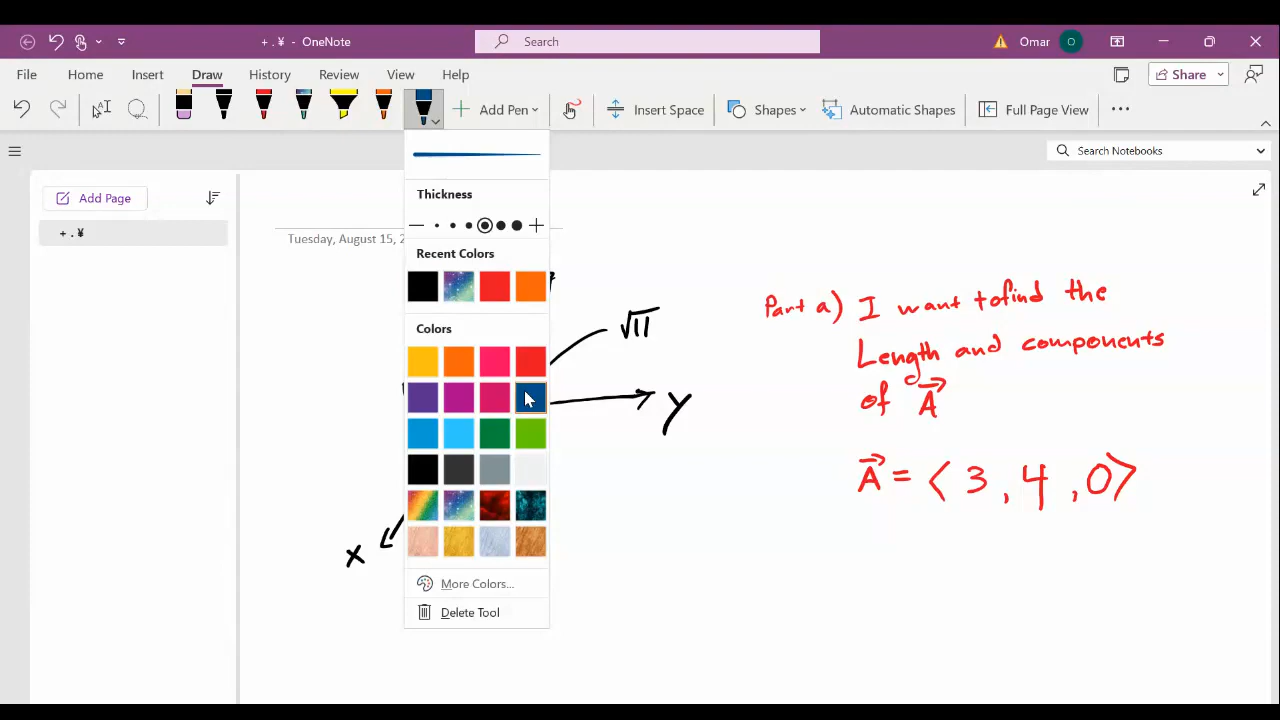 + . ¥ - OneNote
Search
Omar
O
File Home Insert Draw History Review View Help
Share
Add Pen
Insert Space
Shapes
Automatic Shapes
Full Page View
Search Notebooks
Add Page
+ . ¥
Tuesday, August 15, 2
Thickness
Recent Colors
Colors
More Colors...
Delete Tool
√11
y
x
Part a) I want to find the
Length and components
of A⃗
A⃗ = ⟨ 3 , 4 , 0⟩